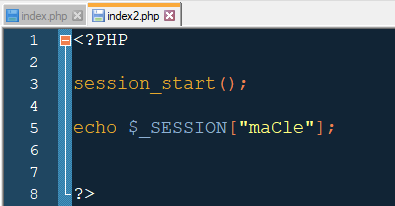 index.php index2.php
1 <?PHP
2
3 session_start();
4
5 echo $_SESSION["maCle"];
6
7
8 ?>